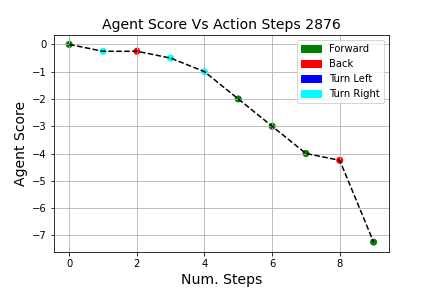 Agent Score Vs Action Steps 2876
Forward
Back
Turn Left
Turn Right
Agent Score
0
−1
−2
−3
−4
−5
−6
−7
0 2 4 6 8
Num. Steps